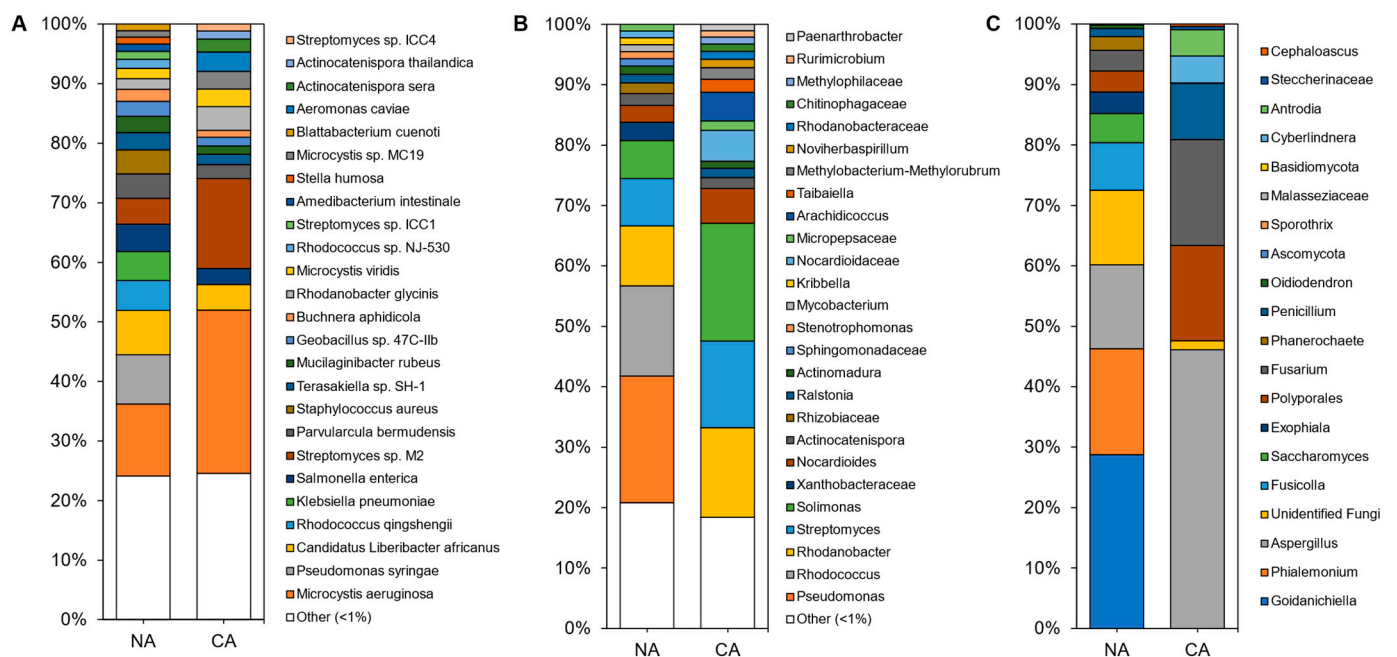 A
100%
90%
80%
70%
60%
50%
40%
30%
20%
10%
0%
NA
CA
Streptomyces sp. ICC4
Actinocatenispora thailandica
Actinocatenispora sera
Aeromonas caviae
Blattabacterium cuenoti
Microcystis sp. MC19
Stella humosa
Amedibacterium intestinale
Streptomyces sp. ICC1
Rhodococcus sp. NJ-530
Microcystis viridis
Rhodanobacter glycinis
Buchnera aphidicola
Geobacillus sp. 47C-IIb
Mucilaginibacter rubeus
Terasakiella sp. SH-1
Staphylococcus aureus
Parvularcula bermudensis
Streptomyces sp. M2
Salmonella enterica
Klebsiella pneumoniae
Rhodococcus qingshengii
Candidatus Liberibacter africanus
Pseudomonas syringae
Microcystis aeruginosa
Other (<1%)
B
100%
90%
80%
70%
60%
50%
40%
30%
20%
10%
0%
NA
CA
Paenarthrobacter
Rurimicrobium
Methylophilaceae
Chitinophagaceae
Rhodanobacteraceae
Noviherbaspirillum
Methylobacterium-Methylorubrum
Taibaiella
Arachidicoccus
Micropepsaceae
Nocardioidaceae
Kribbella
Mycobacterium
Stenotrophomonas
Sphingomonadaceae
Actinomadura
Ralstonia
Rhizobiaceae
Actinocatenispora
Nocardioides
Xanthobacteraceae
Solimonas
Streptomyces
Rhodanobacter
Rhodococcus
Pseudomonas
Other (<1%)
C
100%
90%
80%
70%
60%
50%
40%
30%
20%
10%
0%
NA
CA
Cephaloascus
Steccherinaceae
Antrodia
Cyberlindnera
Basidiomycota
Malasseziaceae
Sporothrix
Ascomycota
Oidiodendron
Penicillium
Phanerochaete
Fusarium
Polyporales
Exophiala
Saccharomyces
Fusicolla
Unidentified Fungi
Aspergillus
Phialemonium
Goidanichiella